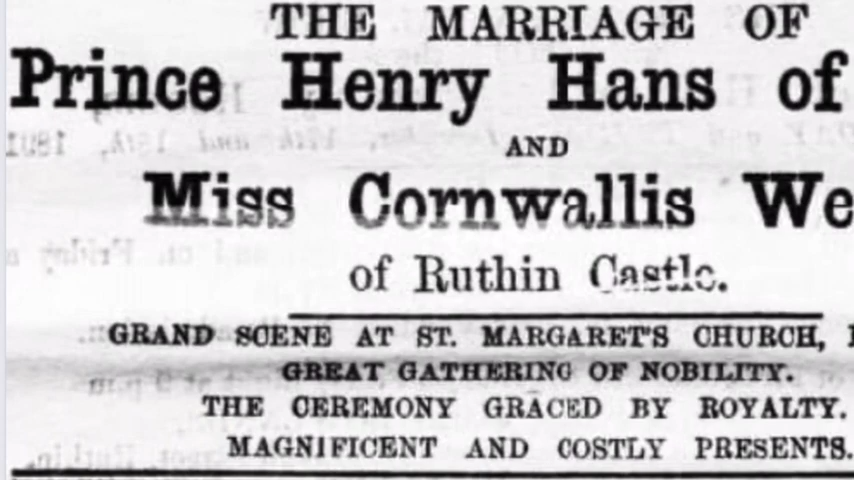 THE MARRIAGE OF
Prince Henry Hans of
AND
Miss Cornwallis We
of Ruthin Castle.
GRAND SCENE AT ST. MARGARET'S CHURCH,
GREAT GATHERING OF NOBILITY.
THE CEREMONY GRACED BY ROYALTY.
MAGNIFICENT AND COSTLY PRESENTS.